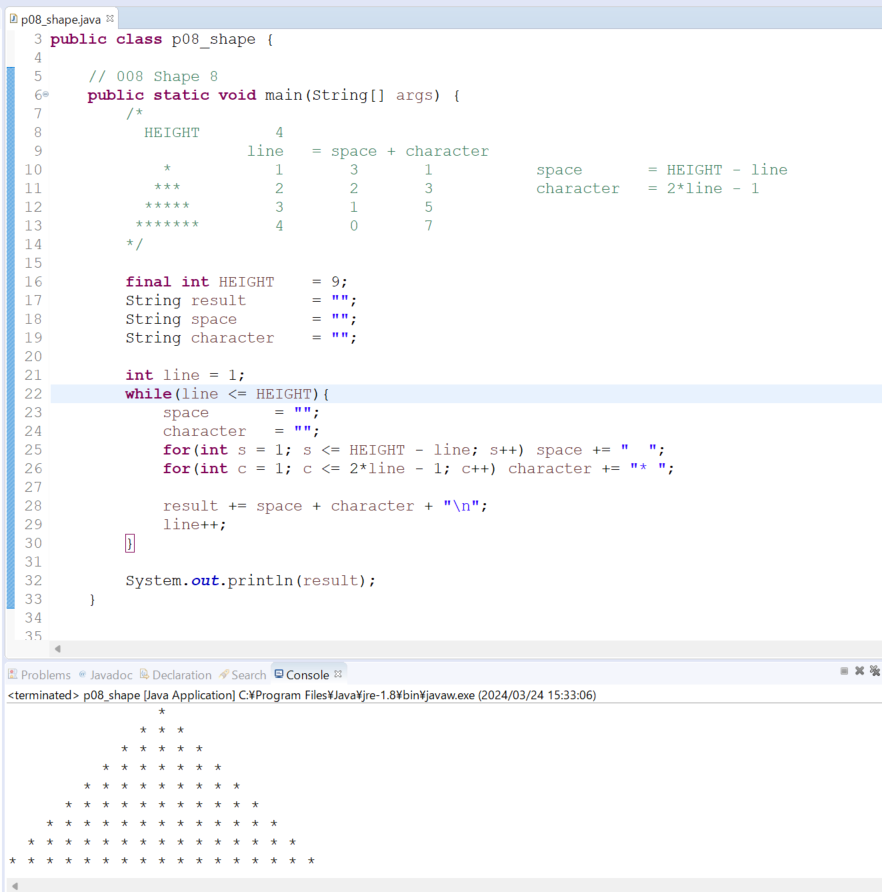 p08_shape.java
3 public class p08_shape {
4
5     // 008 Shape 8
6     public static void main(String[] args) {
7         /*
8           HEIGHT        4
9                      line   = space + character
10            *           1       3       1           space       = HEIGHT - line
11           ***          2       2       3           character   = 2*line - 1
12          *****         3       1       5
13         *******        4       0       7
14        */
15
16        final int HEIGHT    = 9;
17        String result       = "";
18        String space        = "";
19        String character    = "";
20
21        int line = 1;
22        while(line <= HEIGHT){
23            space       = "";
24            character   = "";
25            for(int s = 1; s <= HEIGHT - line; s++) space += "  ";
26            for(int c = 1; c <= 2*line - 1; c++) character += "* ";
27
28            result += space + character + "\n";
29            line++;
30        }
31
32        System.out.println(result);
33    }
34
35
Problems Javadoc Declaration Search Console
<terminated> p08_shape [Java Application] C:¥Program Files¥Java¥jre-1.8¥bin¥javaw.exe (2024/03/24 15:33:06)
                *
              * * *
            * * * * *
          * * * * * * *
        * * * * * * * * *
      * * * * * * * * * * *
    * * * * * * * * * * * * *
  * * * * * * * * * * * * * * *
* * * * * * * * * * * * * * * * *